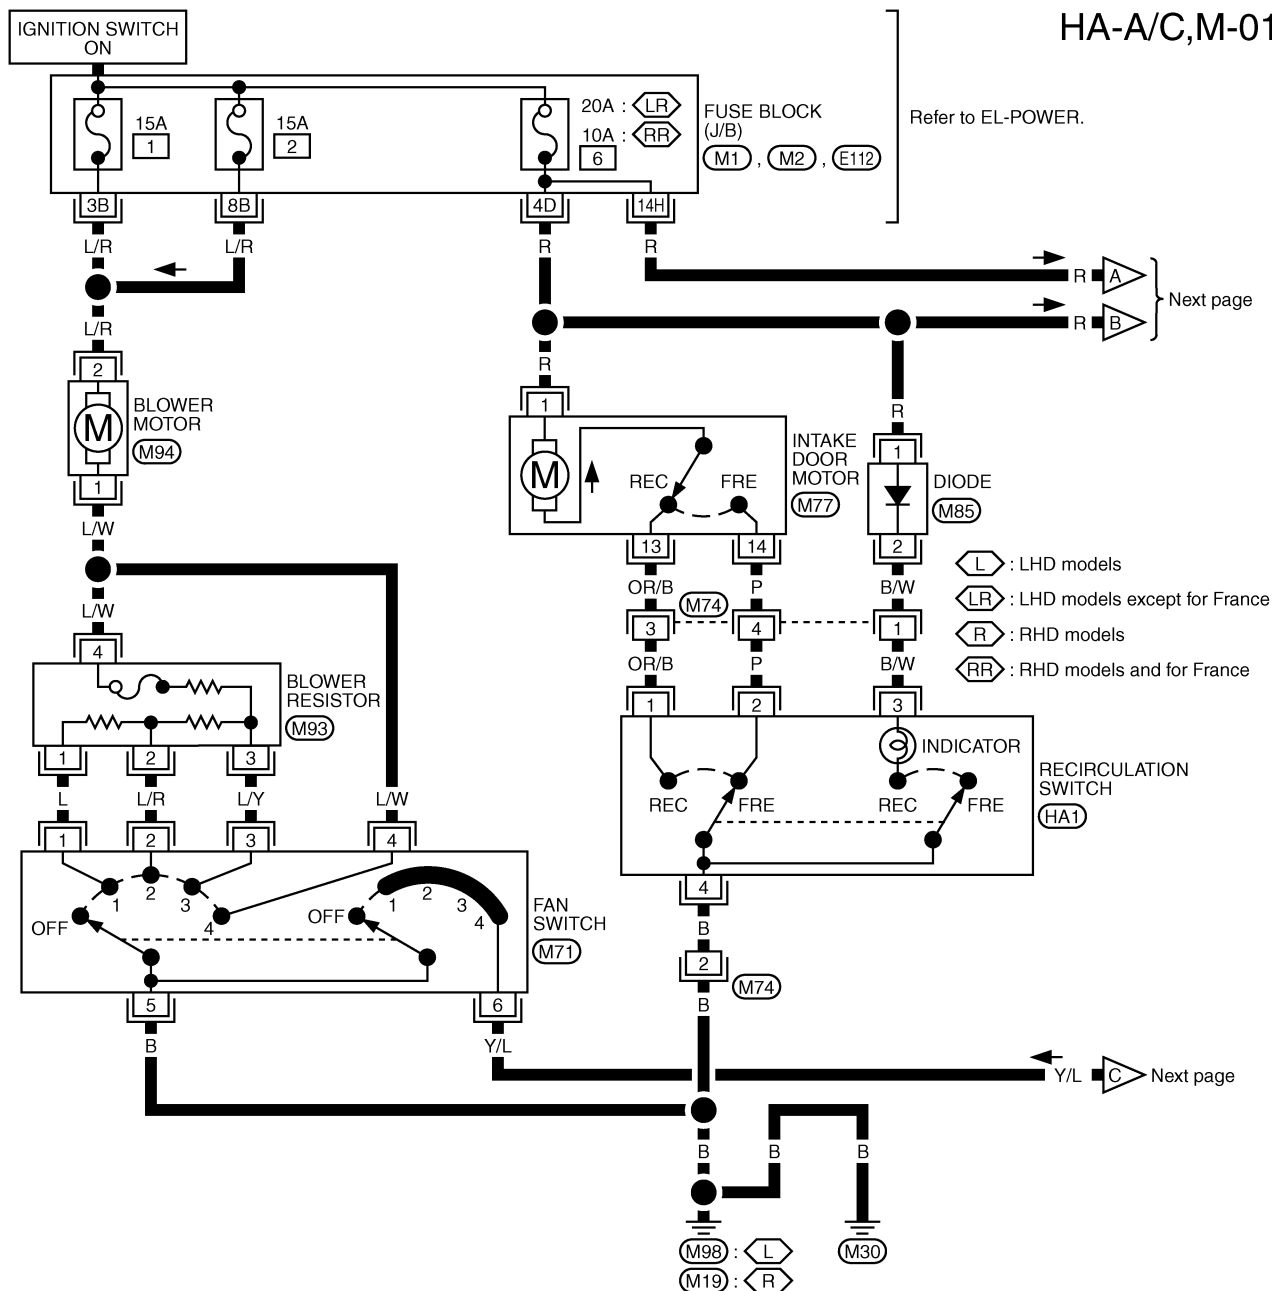 HA-A/C,M-01
IGNITION SWITCH
ON
15A
1
15A
2
20A : LR
10A : RR
6
FUSE BLOCK
(J/B)
M1 , M2 , E112
Refer to EL-POWER.
3B
8B
4D
14H
L/R
L/R
R
R
R
A
R
B
Next page
L/R
R
2
BLOWER
MOTOR
M94
M
1
L/W
1
M
REC
FRE
INTAKE
DOOR
MOTOR
M77
13
14
R
1
DIODE
M85
2
L : LHD models
LR : LHD models except for France
R : RHD models
RR : RHD models and for France
OR/B
P
B/W
M74
3
4
1
OR/B
P
B/W
L/W
4
BLOWER
RESISTOR
M93
1
2
3
L
L/R
L/Y
L/W
1
2
3
INDICATOR
REC
FRE
REC
FRE
RECIRCULATION
SWITCH
HA1
4
1
2
3
4
OFF
1
2
3
4
OFF
1
2
3
4
FAN
SWITCH
M71
5
6
B
Y/L
B
2
M74
B
Y/L
C
Next page
B
B
B
M98 : L
M19 : R
M30